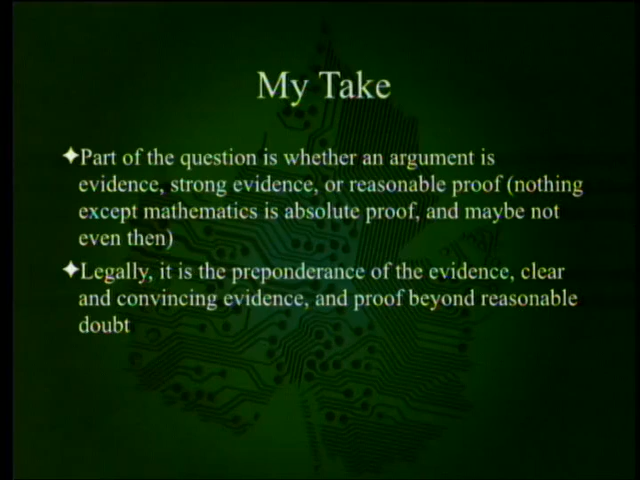 My Take
Part of the question is whether an argument is
evidence, strong evidence, or reasonable proof (nothing
except mathematics is absolute proof, and maybe not
even then)
Legally, it is the preponderance of the evidence, clear
and convincing evidence, and proof beyond reasonable
doubt